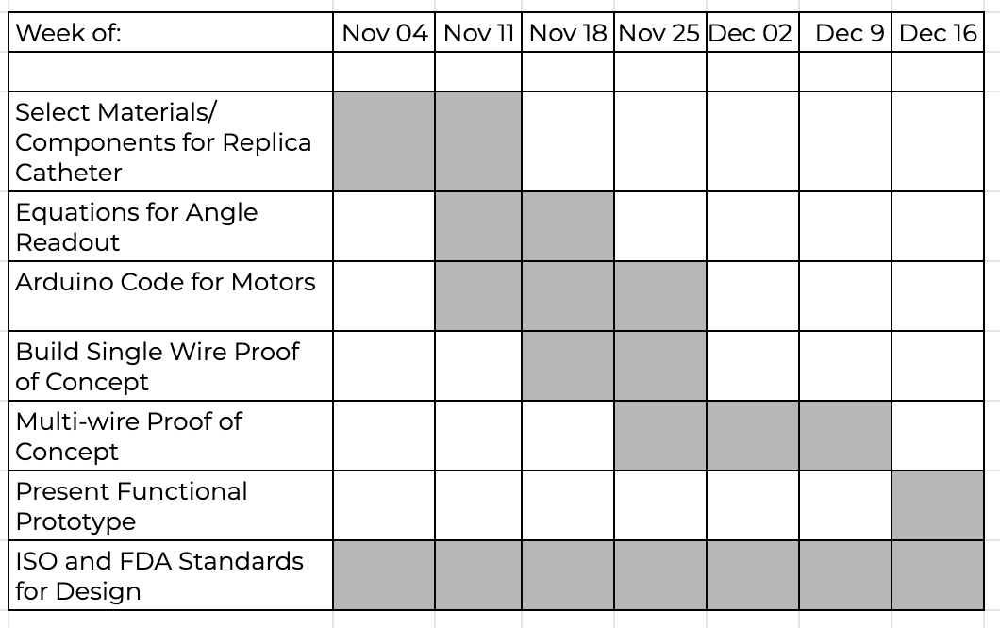 Week of: Nov 04 Nov 11 Nov 18 Nov 25 Dec 02 Dec 9 Dec 16
Select Materials/
Components for Replica
Catheter
Equations for Angle
Readout
Arduino Code for Motors
Build Single Wire Proof
of Concept
Multi-wire Proof of
Concept
Present Functional
Prototype
ISO and FDA Standards
for Design